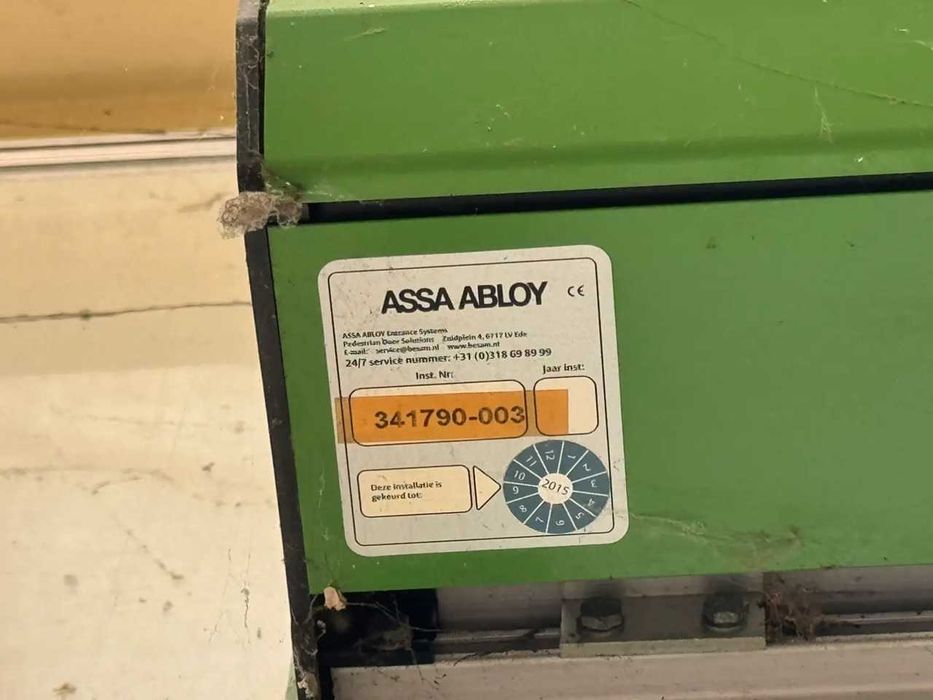 ASSA ABLOY CE
ASSA ABLOY Entrance Systems
Pedestrian Door Solutions Zuidplein 4, 6717 LV Ede
E-mail: service@besam.nl www.besam.nl
24/7 service nummer: +31 (0)318 69 89 99
Inst. Nr: Jaar inst:
341790-003
Deze installatie is
gekeurd tot:
12 1 2 3 4 5 6 7 8 9 10 11
2015